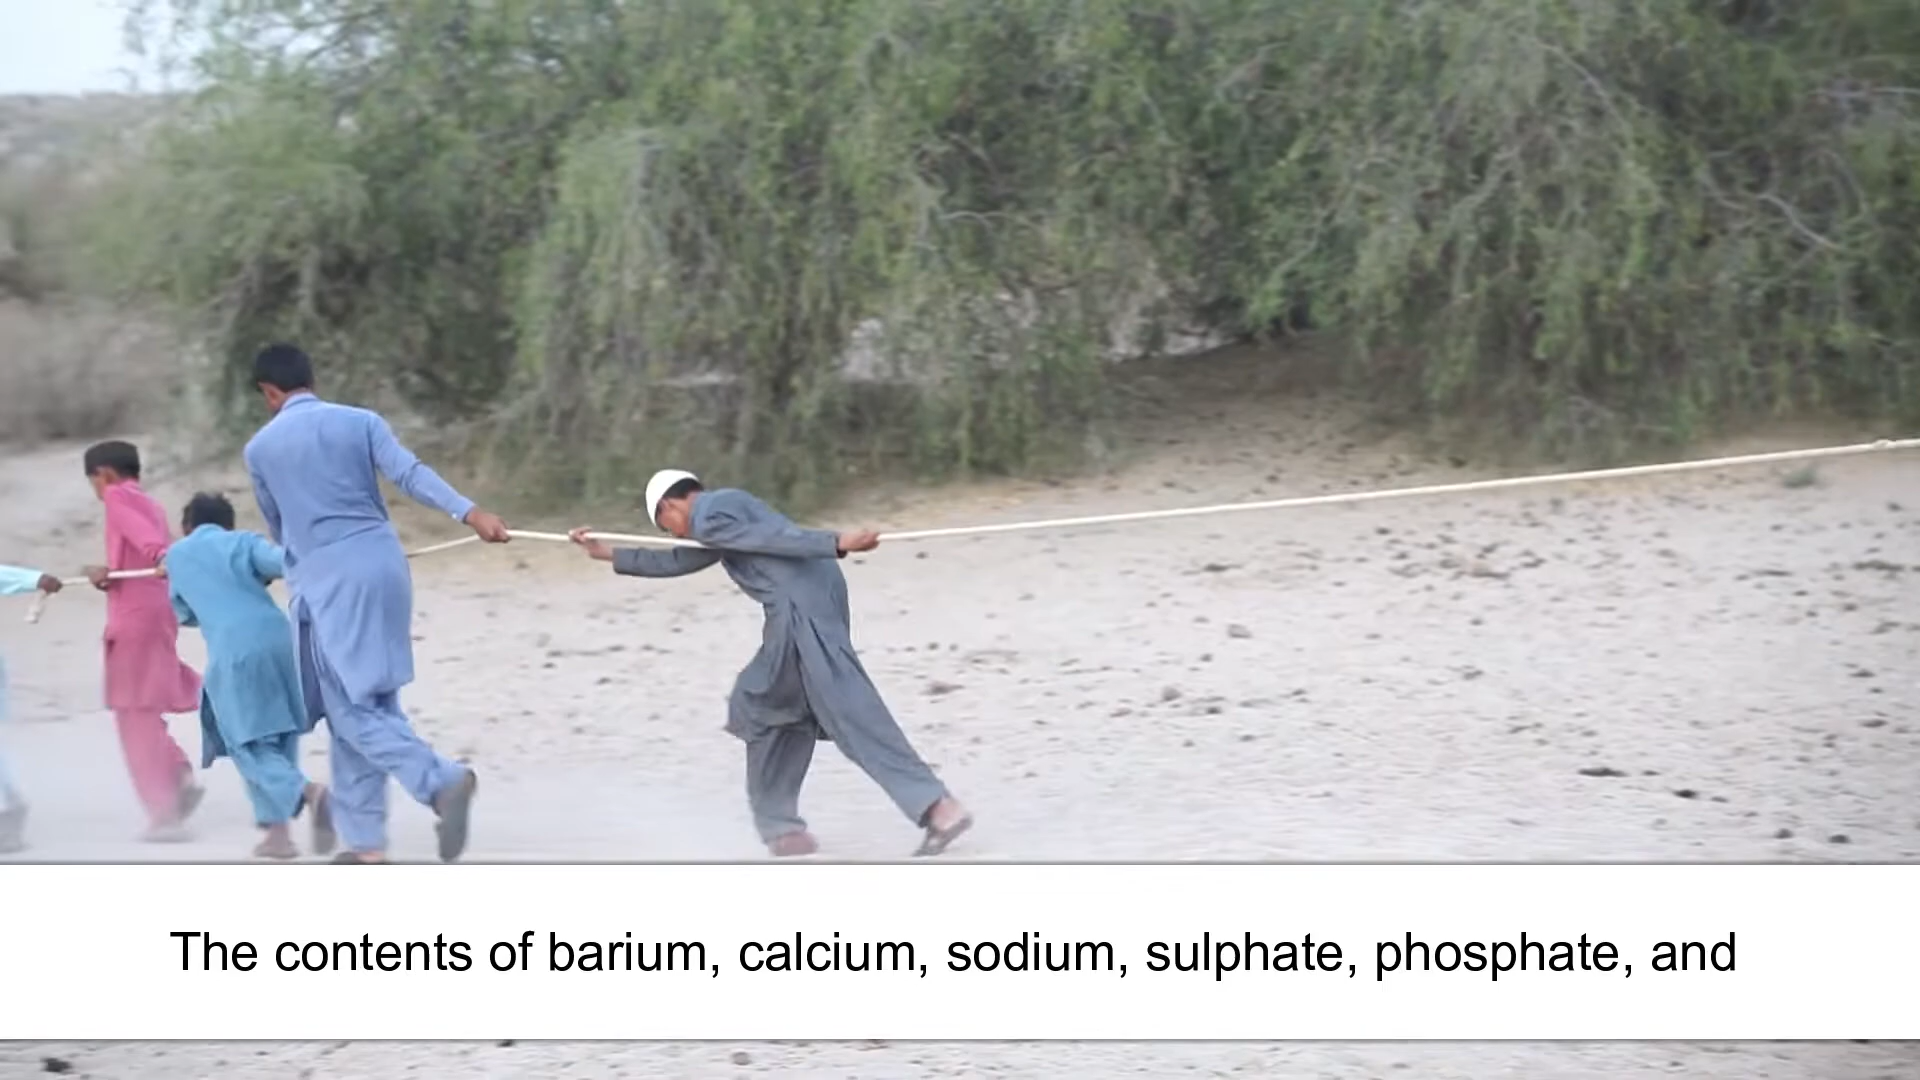 The contents of barium, calcium, sodium, sulphate, phosphate, and